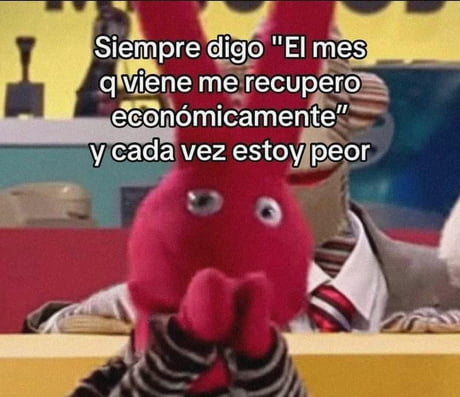 Siempre digo "El mes
q viene me recupero
económicamente”
y cada vez estoy peor